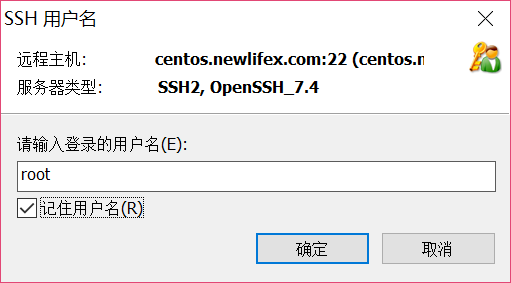 SSH 用户名
远程主机: centos.newlifex.com:22 (centos.n
服务器类型: SSH2, OpenSSH_7.4
请输入登录的用户名(E):
root
记住用户名(R)
确定 取消